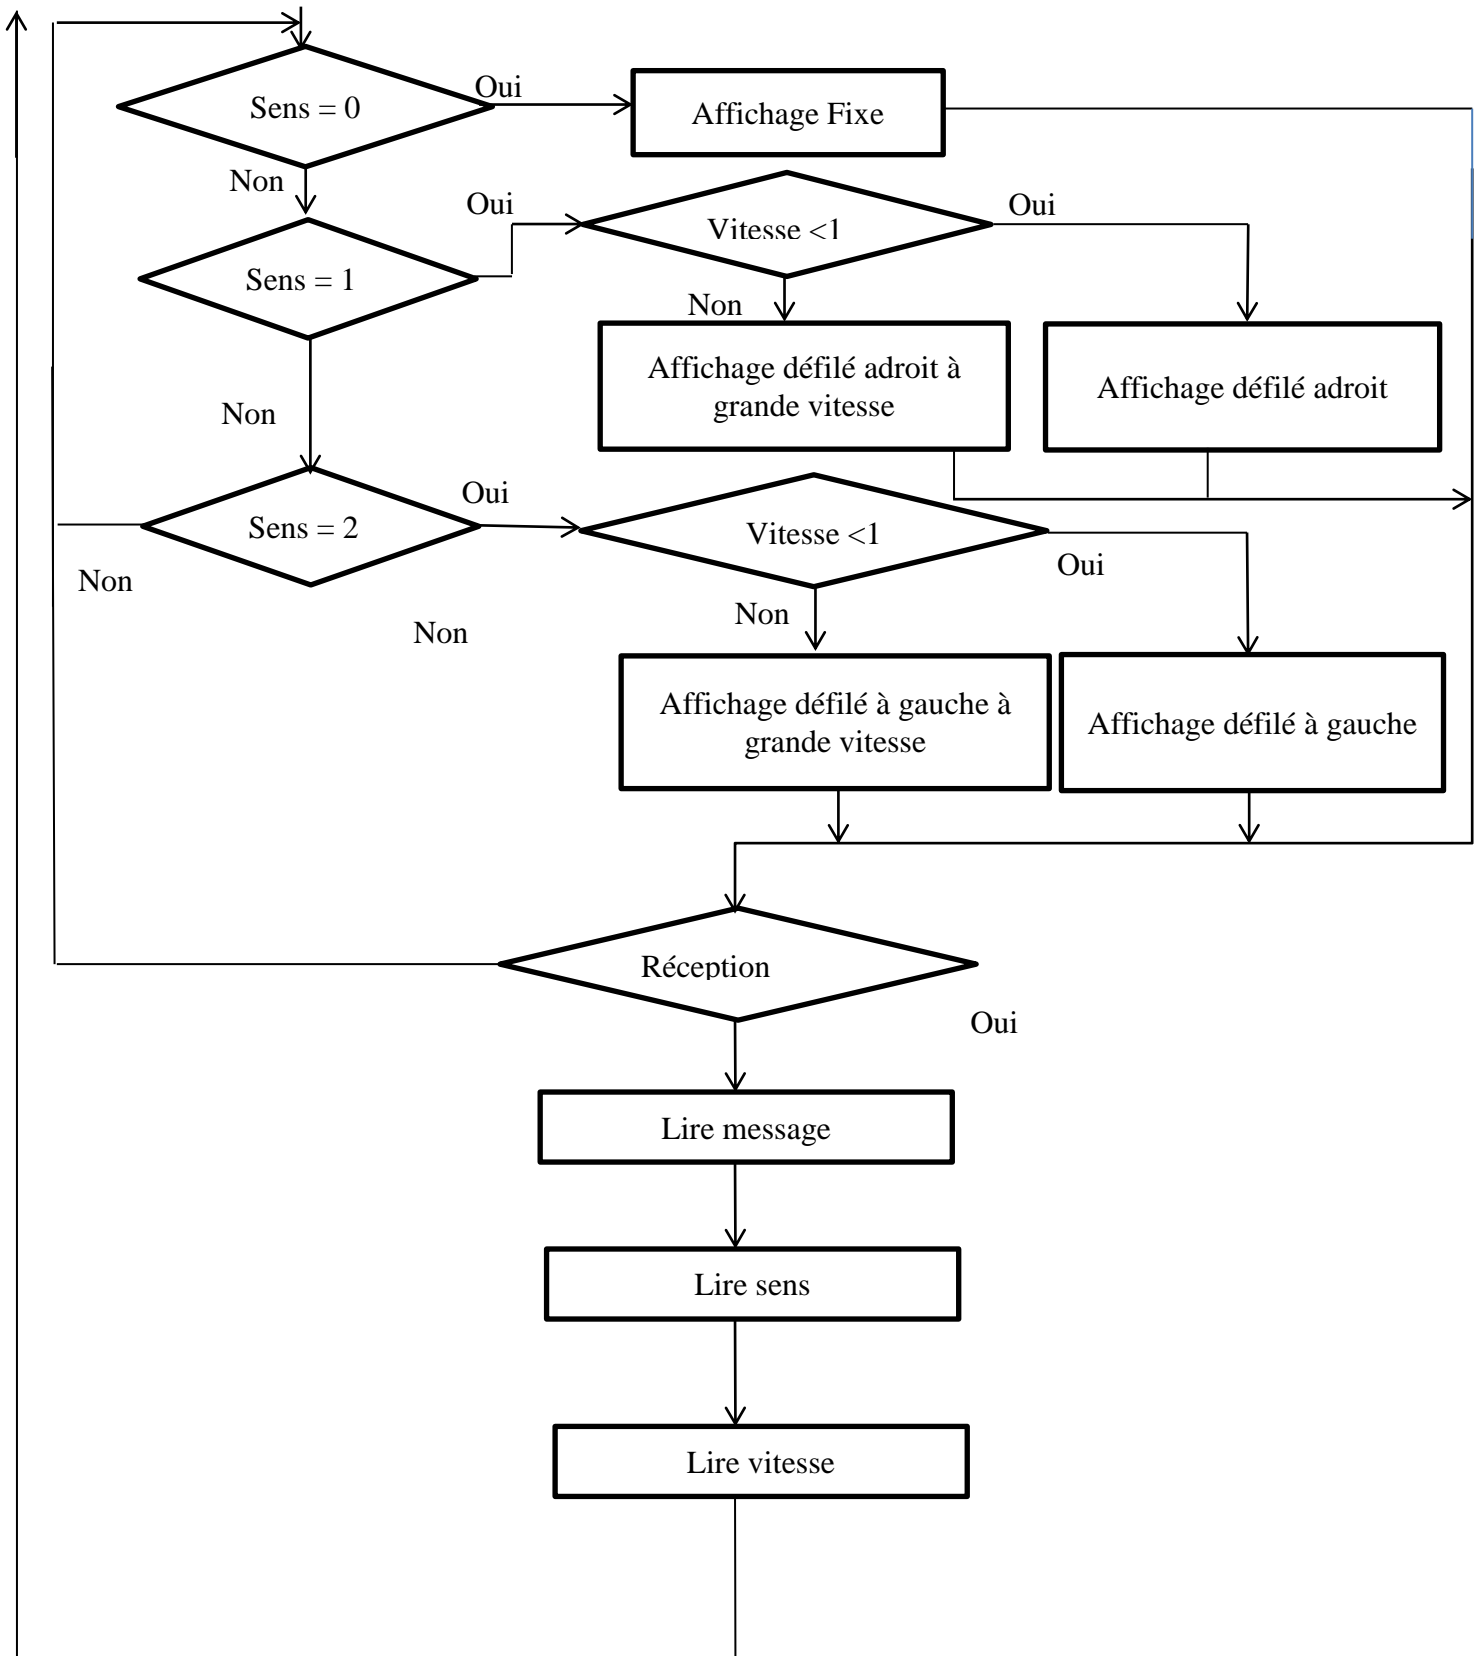 Sens = 0
Oui
Affichage Fixe
Non
Sens = 1
Oui
Vitesse <1
Oui
Non
Affichage défilé adroit à
grande vitesse
Affichage défilé adroit
Non
Sens = 2
Oui
Vitesse <1
Oui
Non
Non
Non
Affichage défilé à gauche à
grande vitesse
Affichage défilé à gauche
Réception
Oui
Lire message
Lire sens
Lire vitesse